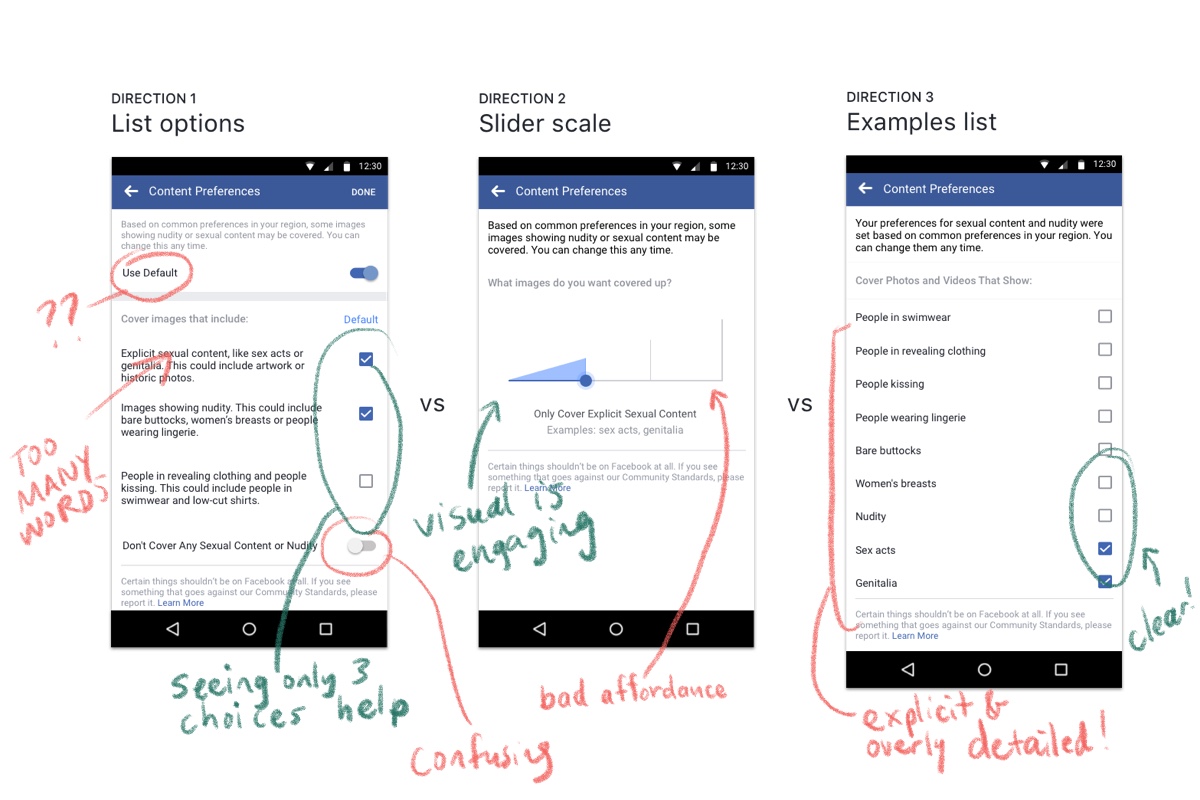 DIRECTION 1
List options
12:30
Content Preferences
DONE
Based on common preferences in your region, some images
showing nudity or sexual content may be covered. You can
change this any time.
Use Default
??
Cover images that include:
Default
Explicit sexual content, like sex acts or
genitalia. This could include artwork or
historic photos.
Images showing nudity. This could include
bare buttocks, women's breasts or people
wearing lingerie.
TOO
MANY
WORDS
People in revealing clothing and people
kissing. This could include people in
swimwear and low-cut shirts.
Don't Cover Any Sexual Content or Nudity
Certain things shouldn't be on Facebook at all. If you see
something that goes against our Community Standards, please
report it. Learn More
seeing only 3
choices help
confusing
VS
DIRECTION 2
Slider scale
12:30
Content Preferences
Based on common preferences in your region, some
images showing nudity or sexual content may be
covered. You can change this any time.
What images do you want covered up?
Only Cover Explicit Sexual Content
Examples: sex acts, genitalia
Certain things shouldn't be on Facebook at all. If you see
something that goes against our Community Standards, please
report it. Learn More
visual is
engaging
bad affordance
VS
DIRECTION 3
Examples list
12:30
Content Preferences
Your preferences for sexual content and nudity were
set based on common preferences in your region. You
can change them any time.
Cover Photos and Videos That Show:
People in swimwear
People in revealing clothing
People kissing
People wearing lingerie
Bare buttocks
Women's breasts
Nudity
Sex acts
Genitalia
Certain things shouldn't be on Facebook at all. If you see
something that goes against our Community Standards, please
report it. Learn More
clear!
explicit &
overly detailed!